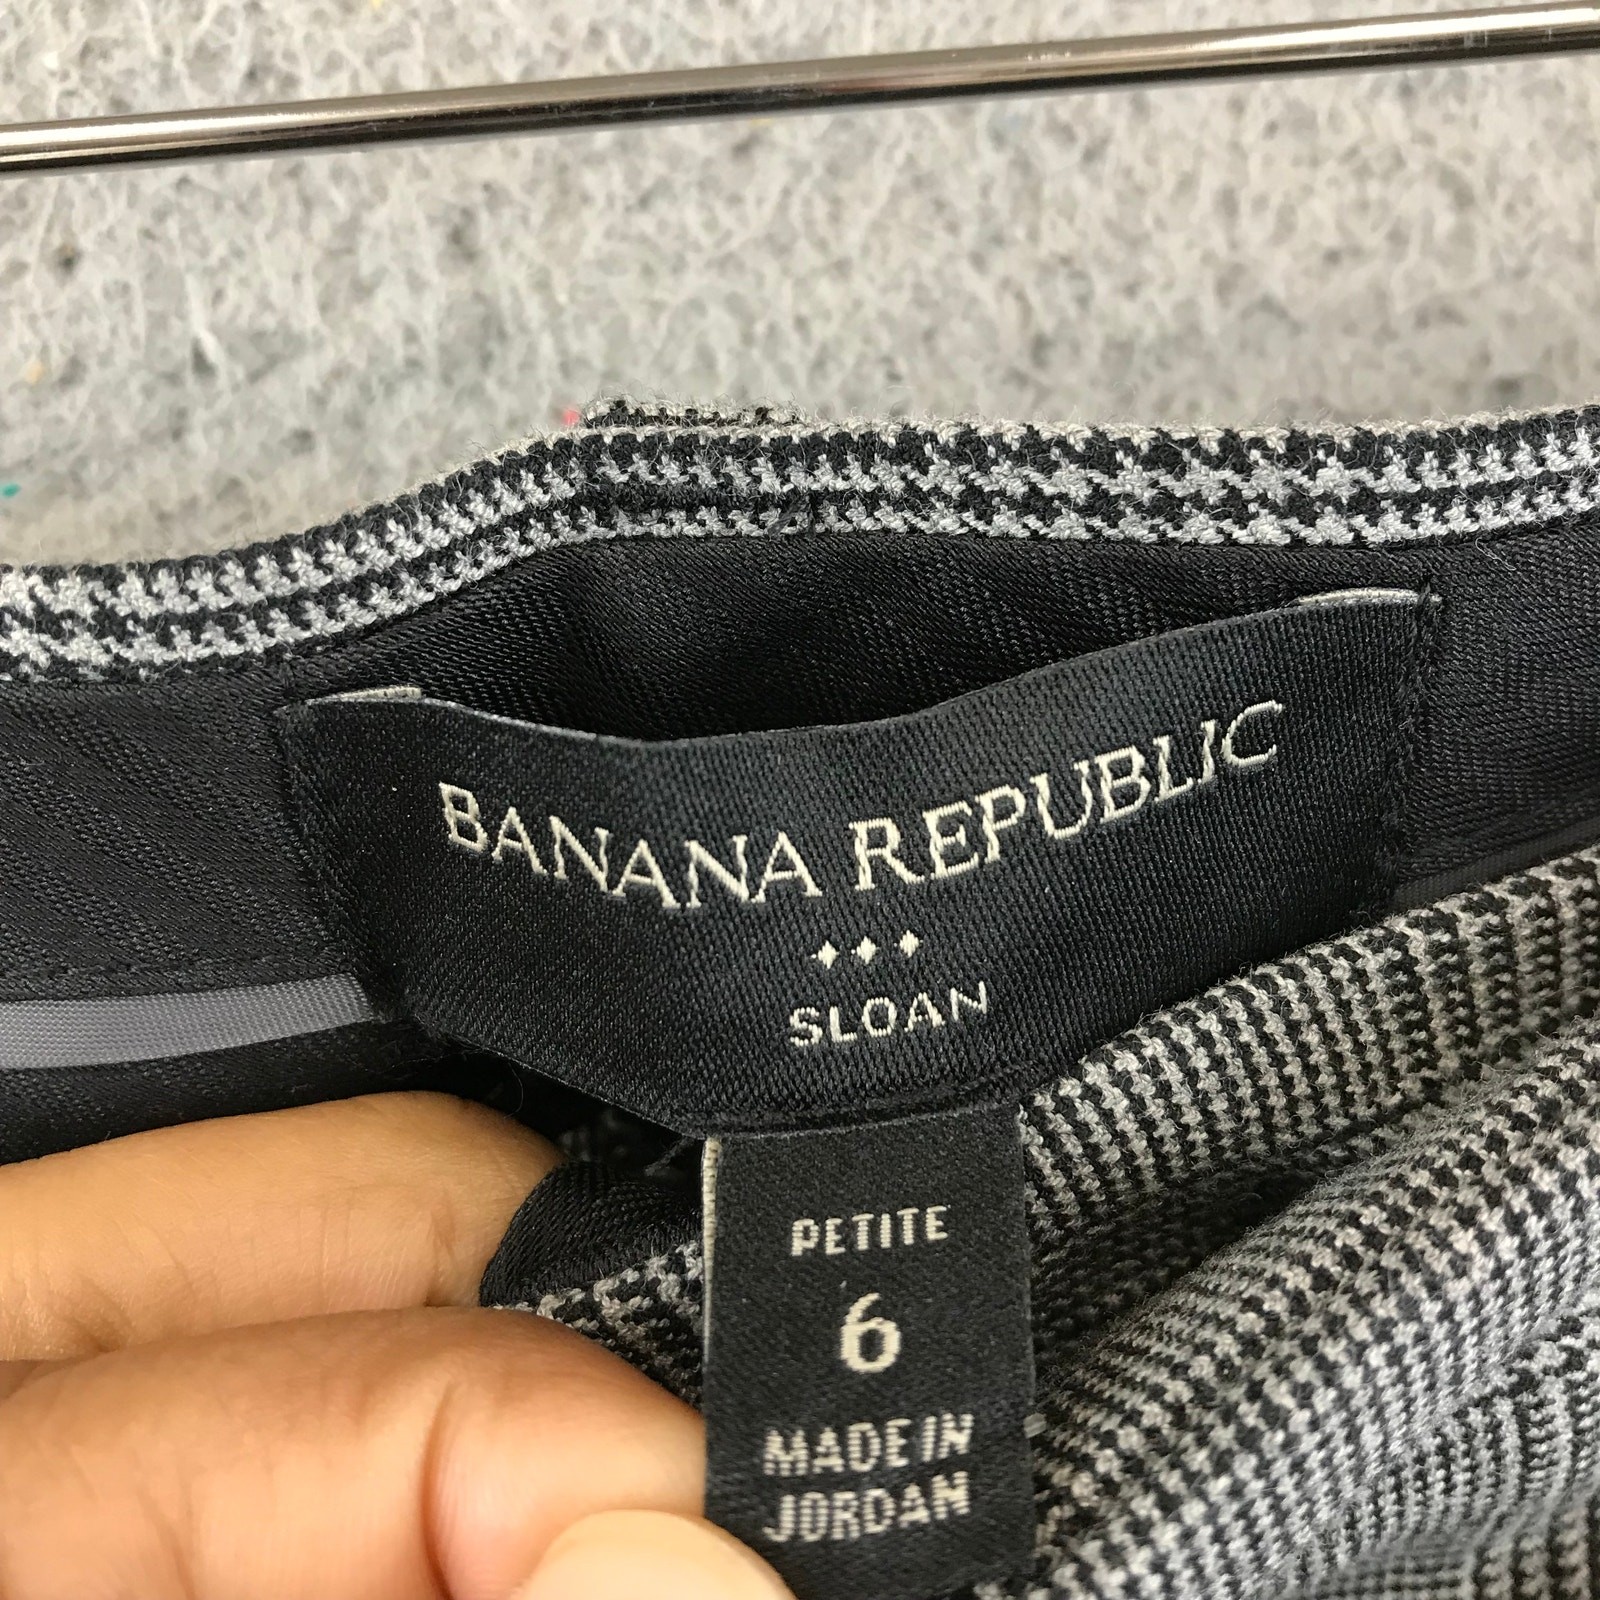 BANANA REPUBLIC
SLOAN
PETITE
6
MADE IN
JORDAN